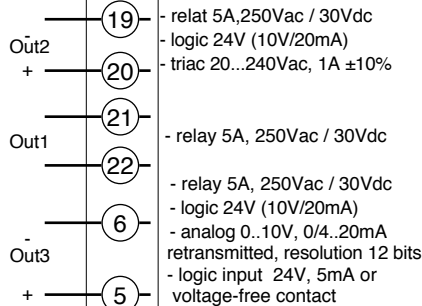 19 - relat 5A,250Vac / 30Vdc
-
Out2 - logic 24V (10V/20mA)
+ 20 - triac 20...240Vac, 1A ±10%
21
Out1 - relay 5A, 250Vac / 30Vdc
22
- relay 5A, 250Vac / 30Vdc
- logic 24V (10V/20mA)
6 - analog 0..10V, 0/4..20mA
- retransmitted, resolution 12 bits
Out3 - logic input 24V, 5mA or
+ 5 voltage-free contact